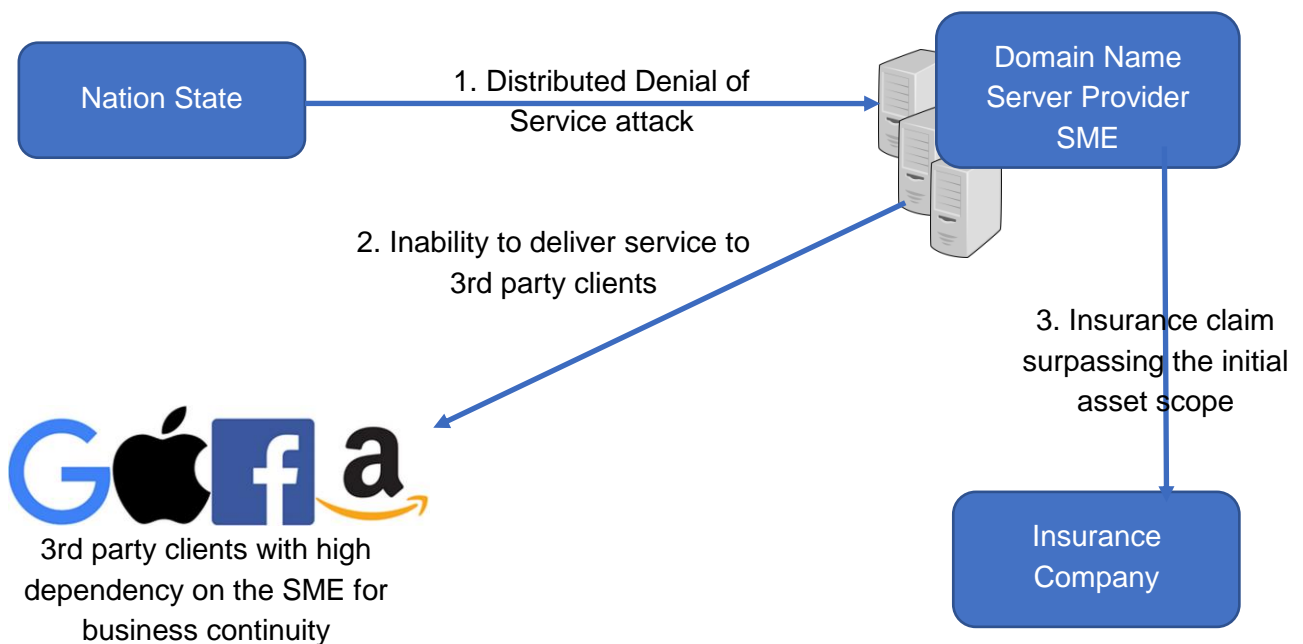 Nation State
1. Distributed Denial of
Service attack
Domain Name
Server Provider
SME
2. Inability to deliver service to
3rd party clients
3. Insurance claim
surpassing the initial
asset scope
G f a
3rd party clients with high
dependency on the SME for
business continuity
Insurance
Company